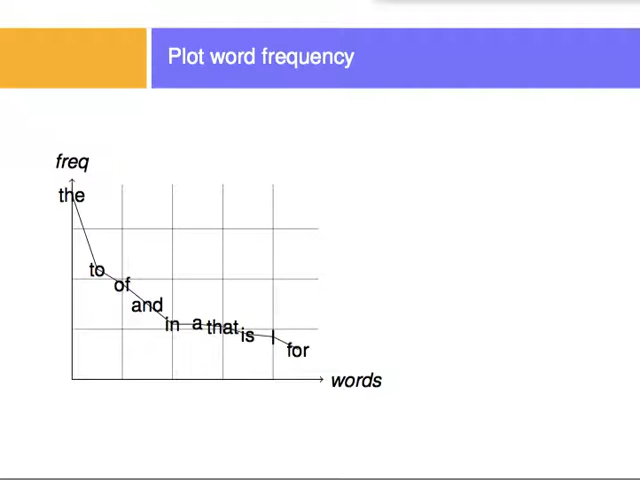 Plot word frequency
freq
the
to
of
and
in a that is I for
words